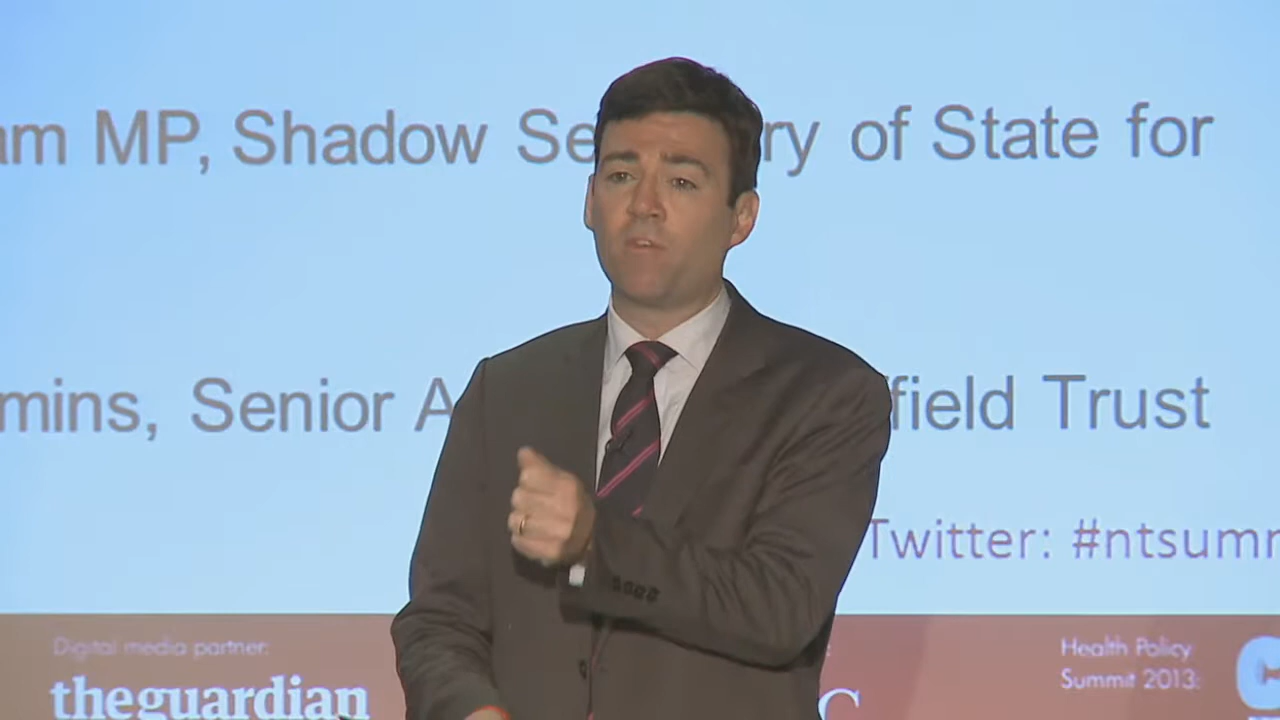 am MP, Shadow Se ry of State for
mins, Senior A ffield Trust
Twitter: #ntsumm
Digital media partner:
theguardian
Health Policy
Summit 2013: